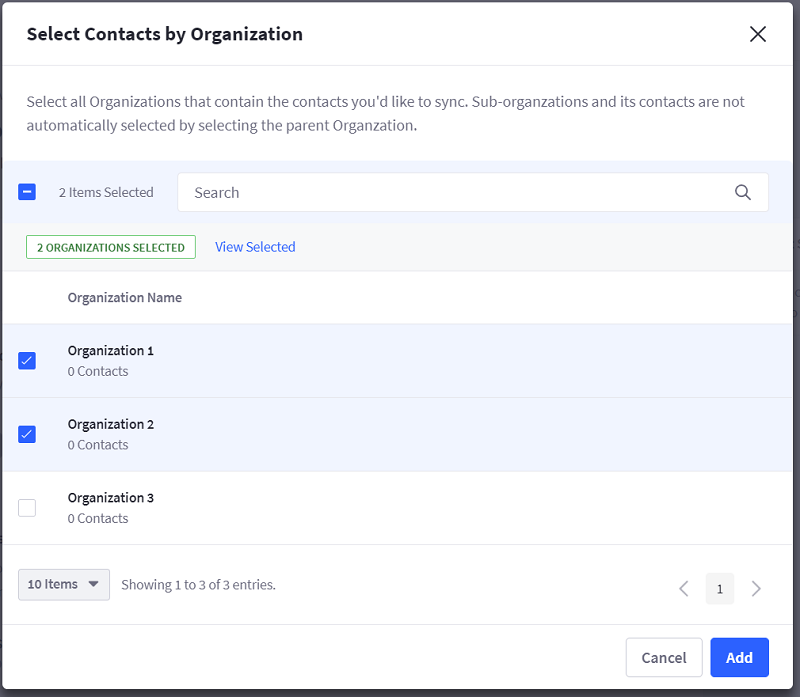 Select Contacts by Organization
Select all Organizations that contain the contacts you'd like to sync. Sub-organzations and its contacts are not
automatically selected by selecting the parent Organzation.
2 Items Selected
Search
2 ORGANIZATIONS SELECTED
View Selected
Organization Name
Organization 1
0 Contacts
Organization 2
0 Contacts
Organization 3
0 Contacts
10 Items
Showing 1 to 3 of 3 entries.
1
Cancel
Add